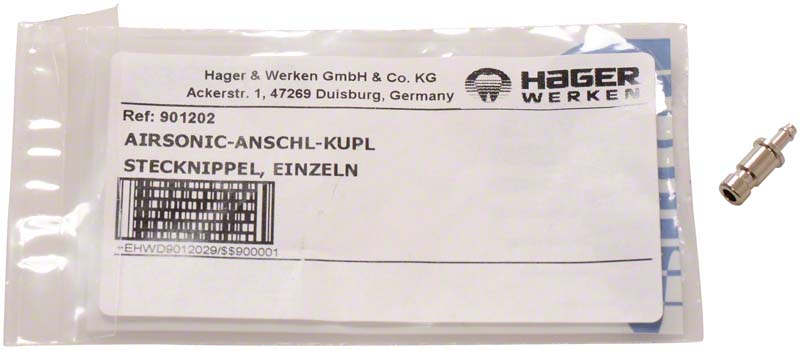 Hager & Werken GmbH & Co. KG
Ackerstr. 1, 47269 Duisburg, Germany
HAGER
WERKEN
Ref: 901202
AIRSONIC-ANSCHL-KUPL
STECKNIPPEL, EINZELN
+EHWD9012029/$$900001